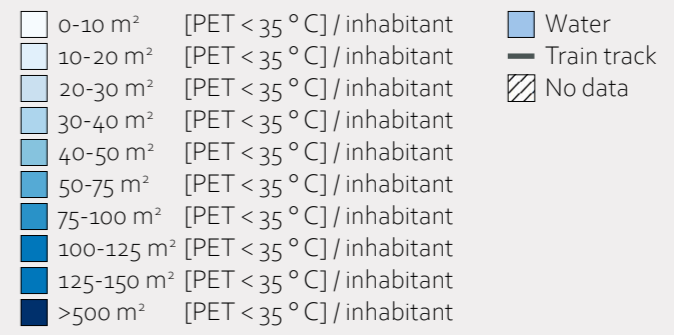 0-10 m² [PET < 35 °C] / inhabitant
10-20 m² [PET < 35 °C] / inhabitant
20-30 m² [PET < 35 °C] / inhabitant
30-40 m² [PET < 35 °C] / inhabitant
40-50 m² [PET < 35 °C] / inhabitant
50-75 m² [PET < 35 °C] / inhabitant
75-100 m² [PET < 35 °C] / inhabitant
100-125 m² [PET < 35 °C] / inhabitant
125-150 m² [PET < 35 °C] / inhabitant
>500 m² [PET < 35 °C] / inhabitant
Water
Train track
No data